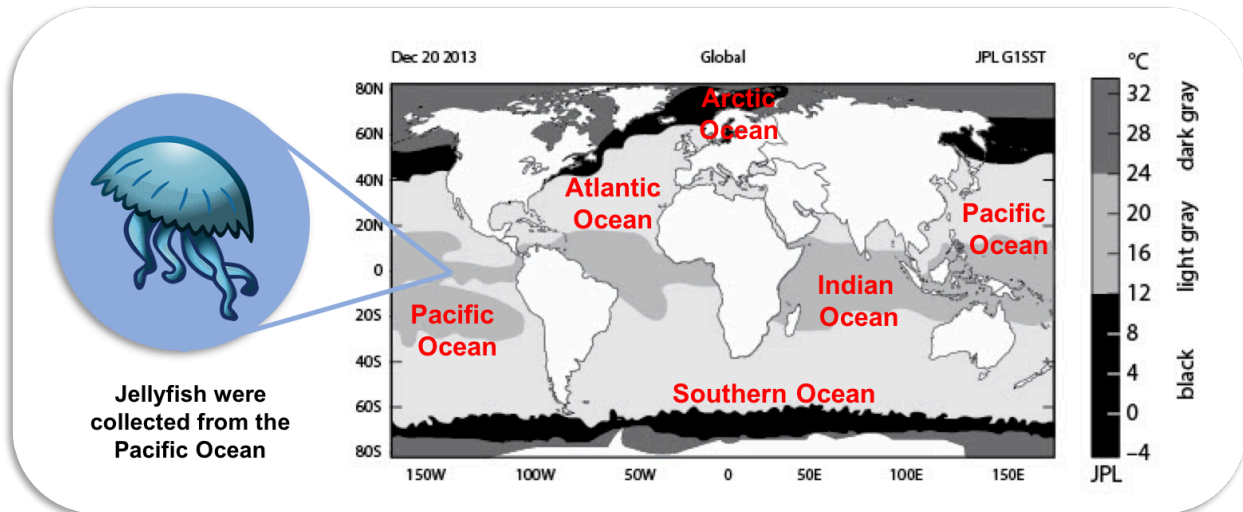 Dec 20 2013 Global JPL G1SST
°C
80N
60N
40N
20N
0
20S
40S
60S
80S
150W 100W 50W 0 50E 100E 150E
Arctic
Ocean
Atlantic
Ocean
Pacific
Ocean
Indian
Ocean
Pacific
Ocean
Southern Ocean
32
28
24
20
16
12
8
4
0
−4
JPL
dark gray
light gray
black
Jellyfish were
collected from the
Pacific Ocean